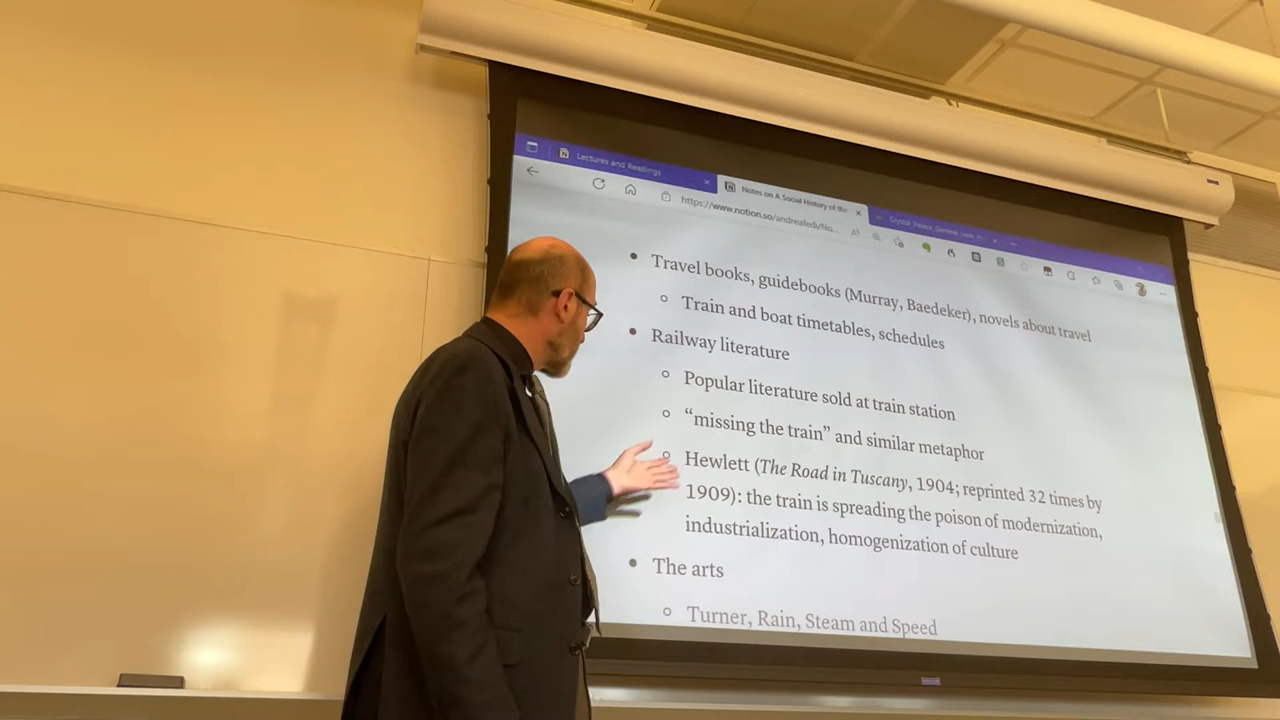 Lectures and Readings
Notes on A Social History of the
https://www.notion.so/andreafedi/No...
Travel books, guidebooks (Murray, Baedeker), novels about travel
Train and boat timetables, schedules
Railway literature
Popular literature sold at train station
“missing the train” and similar metaphor
Hewlett (The Road in Tuscany, 1904; reprinted 32 times by
1909): the train is spreading the poison of modernization,
industrialization, homogenization of culture
The arts
Turner, Rain, Steam and Speed